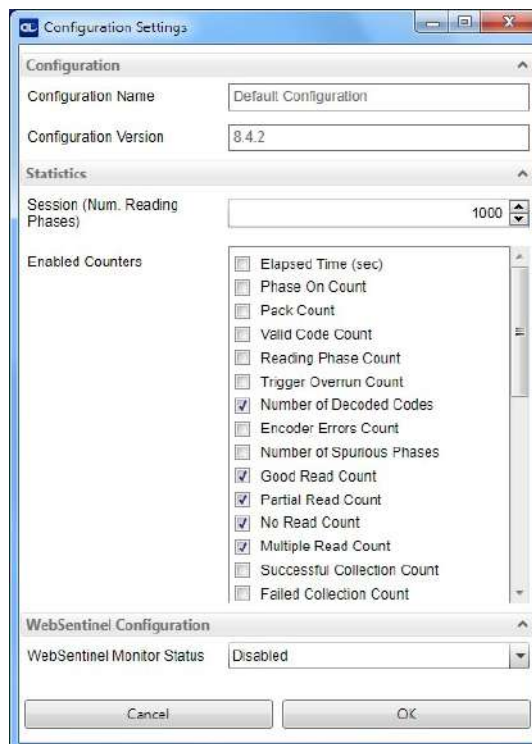 Configuration Settings
Configuration
Configuration Name
Default Configuration
Configuration Version
8.4.2
Statistics
Session (Num. Reading
Phases)
1000
Enabled Counters
Elapsed Time (sec)
Phase On Count
Pack Count
Valid Code Count
Reading Phase Count
Trigger Overrun Count
Number of Decoded Codes
Encoder Errors Count
Number of Spurious Phases
Good Read Count
Partial Read Count
No Read Count
Multiple Read Count
Successful Collection Count
Failed Collection Count
WebSentinel Configuration
WebSentinel Monitor Status
Disabled
Cancel
OK